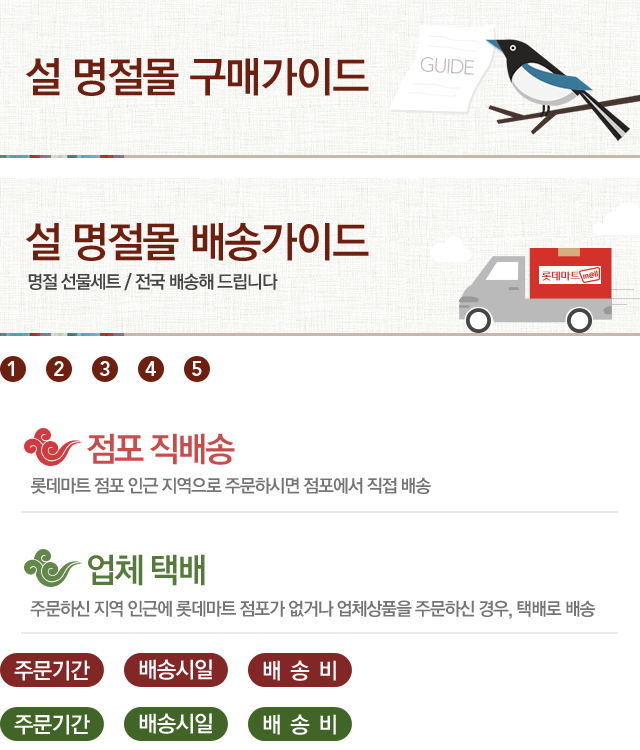 설 명절몰 구매가이드
GUIDE
설 명절몰 배송가이드
명절 선물세트 / 전국 배송해 드립니다
롯데마트 mall
1 2 3 4 5
점포 직배송
롯데마트 점포 인근 지역으로 주문하시면 점포에서 직접 배송
업체 택배
주문하신 지역 인근에 롯데마트 점포가 없거나 업체상품을 주문하신 경우, 택배로 배송
주문기간 배송시일 배 송 비
주문기간 배송시일 배 송 비